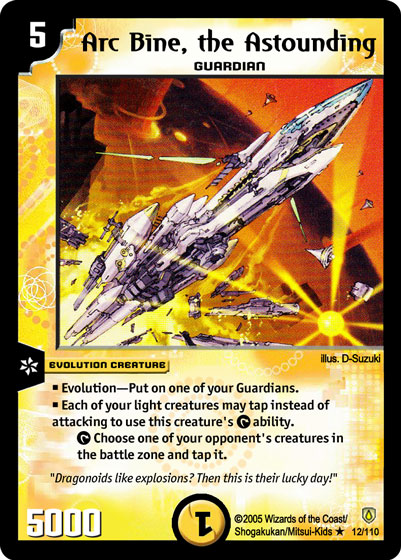 5
Arc Bine, the Astounding
GUARDIAN
illus. D-Suzuki
EVOLUTION CREATURE
▪ Evolution—Put on one of your Guardians.
▪ Each of your light creatures may tap instead of
attacking to use this creature's ability.
Choose one of your opponent's creatures in
the battle zone and tap it.
"Dragonoids like explosions? Then this is their lucky day!"
5000
1
©2005 Wizards of the Coast/
Shogakukan/Mitsui-Kids ★ 12/110